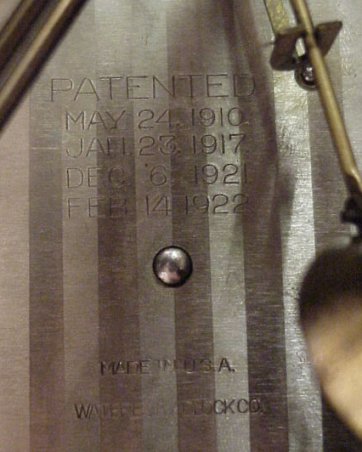 PATENTED
MAY 24, 1910
JAN. 23, 1917
DEC. 6, 1921
FEB. 14, 1922
MADE IN U.S.A.
CLOCK CO.